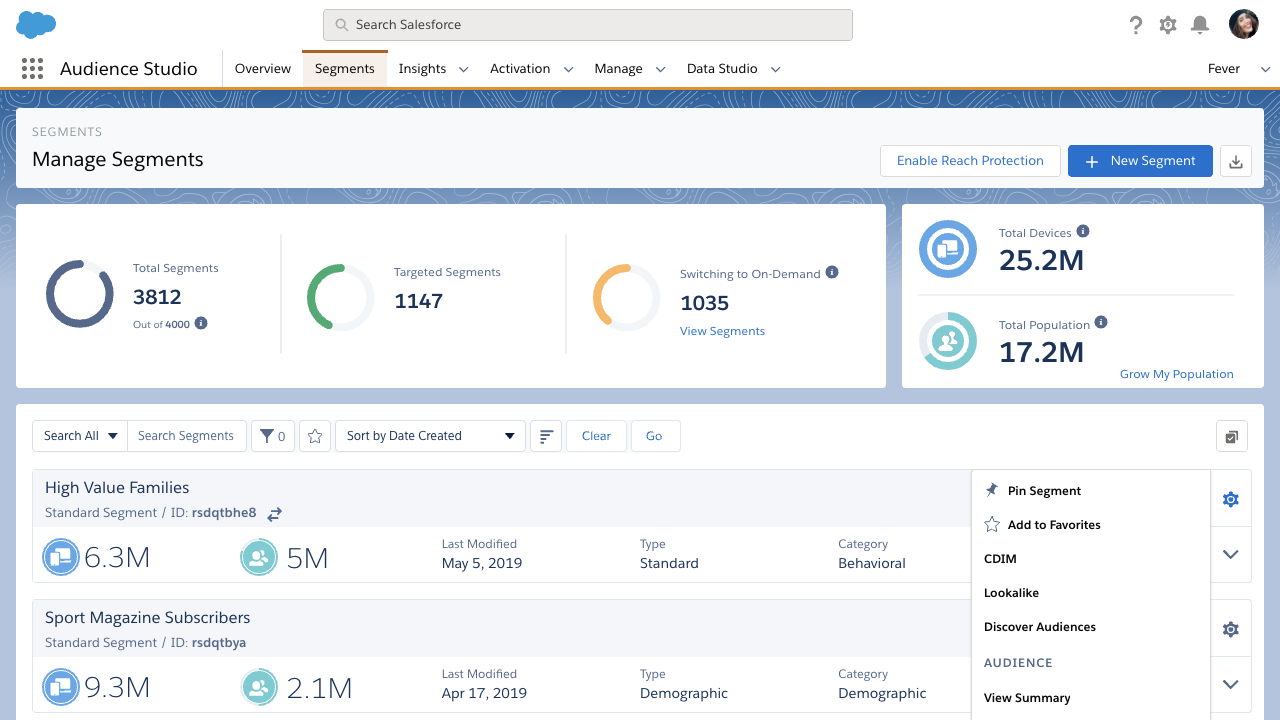 Search Salesforce
Audience Studio
Overview
Segments
Insights
Activation
Manage
Data Studio
Fever
SEGMENTS
Manage Segments
Enable Reach Protection
New Segment
Total Segments
3812
Out of 4000
Targeted Segments
1147
Switching to On-Demand
1035
View Segments
Total Devices
25.2M
Total Population
17.2M
Grow My Population
Search All
Search Segments
0
Sort by Date Created
Clear
Go
High Value Families
Standard Segment / ID: rsdqtbhe8
6.3M
5M
Last Modified
May 5, 2019
Type
Standard
Category
Behavioral
Pin Segment
Add to Favorites
CDIM
Lookalike
Discover Audiences
AUDIENCE
View Summary
Sport Magazine Subscribers
Standard Segment / ID: rsdqtbya
9.3M
2.1M
Last Modified
Apr 17, 2019
Type
Demographic
Category
Demographic